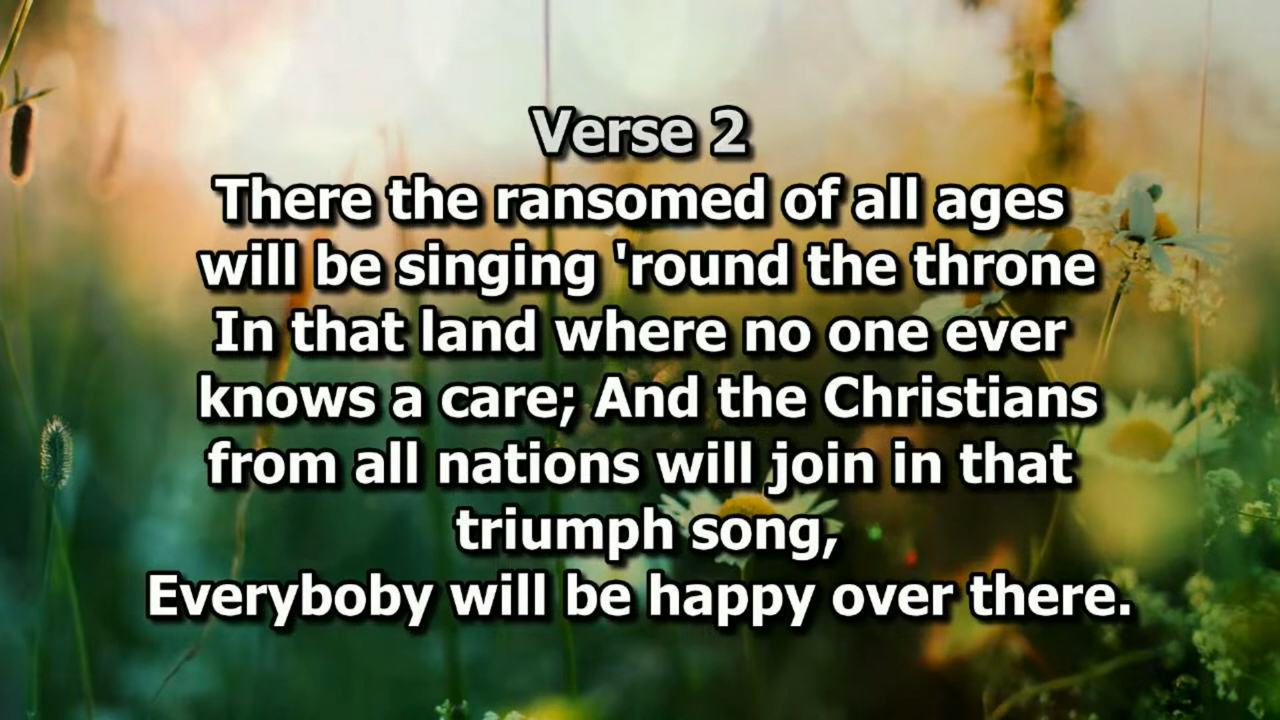 Verse 2
There the ransomed of all ages
will be singing 'round the throne
In that land where no one ever
knows a care; And the Christians
from all nations will join in that
triumph song,
Everyboby will be happy over there.